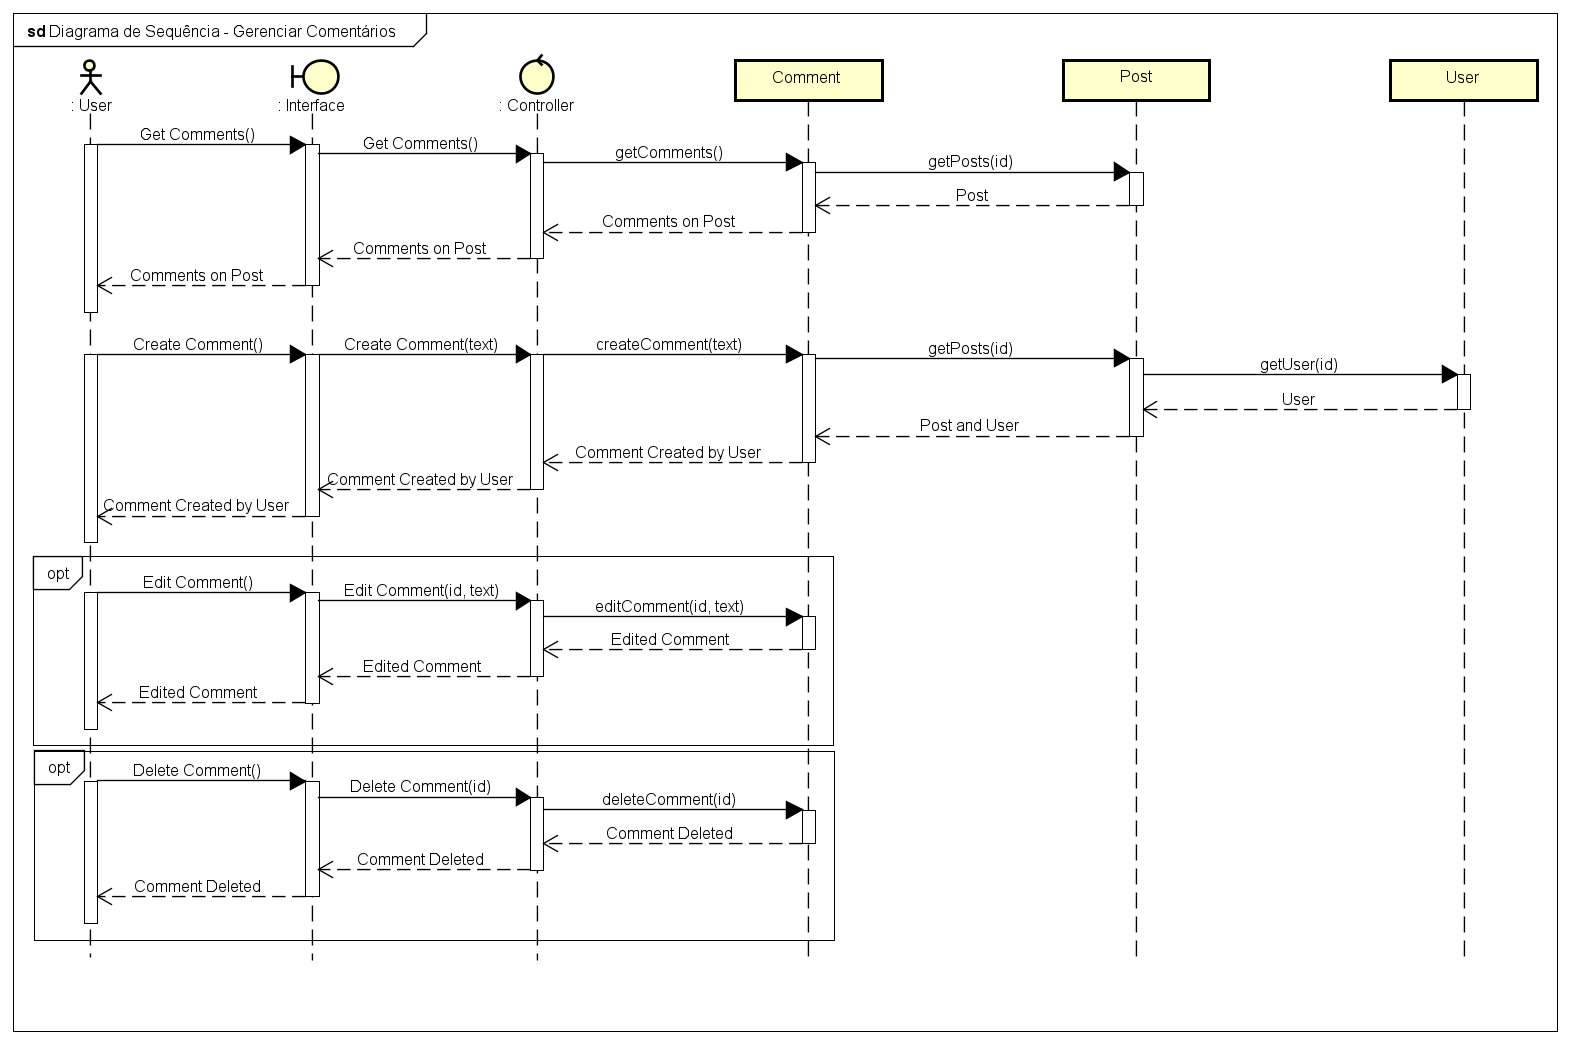 sd Diagrama de Sequência - Gerenciar Comentários
: User
: Interface
: Controller
Comment
Post
User
Get Comments()
Get Comments()
getComments()
getPosts(id)
Post
Comments on Post
Comments on Post
Comments on Post
Create Comment()
Create Comment(text)
createComment(text)
getPosts(id)
getUser(id)
User
Post and User
Comment Created by User
Comment Created by User
Comment Created by User
opt
Edit Comment()
Edit Comment(id, text)
editComment(id, text)
Edited Comment
Edited Comment
Edited Comment
opt
Delete Comment()
Delete Comment(id)
deleteComment(id)
Comment Deleted
Comment Deleted
Comment Deleted